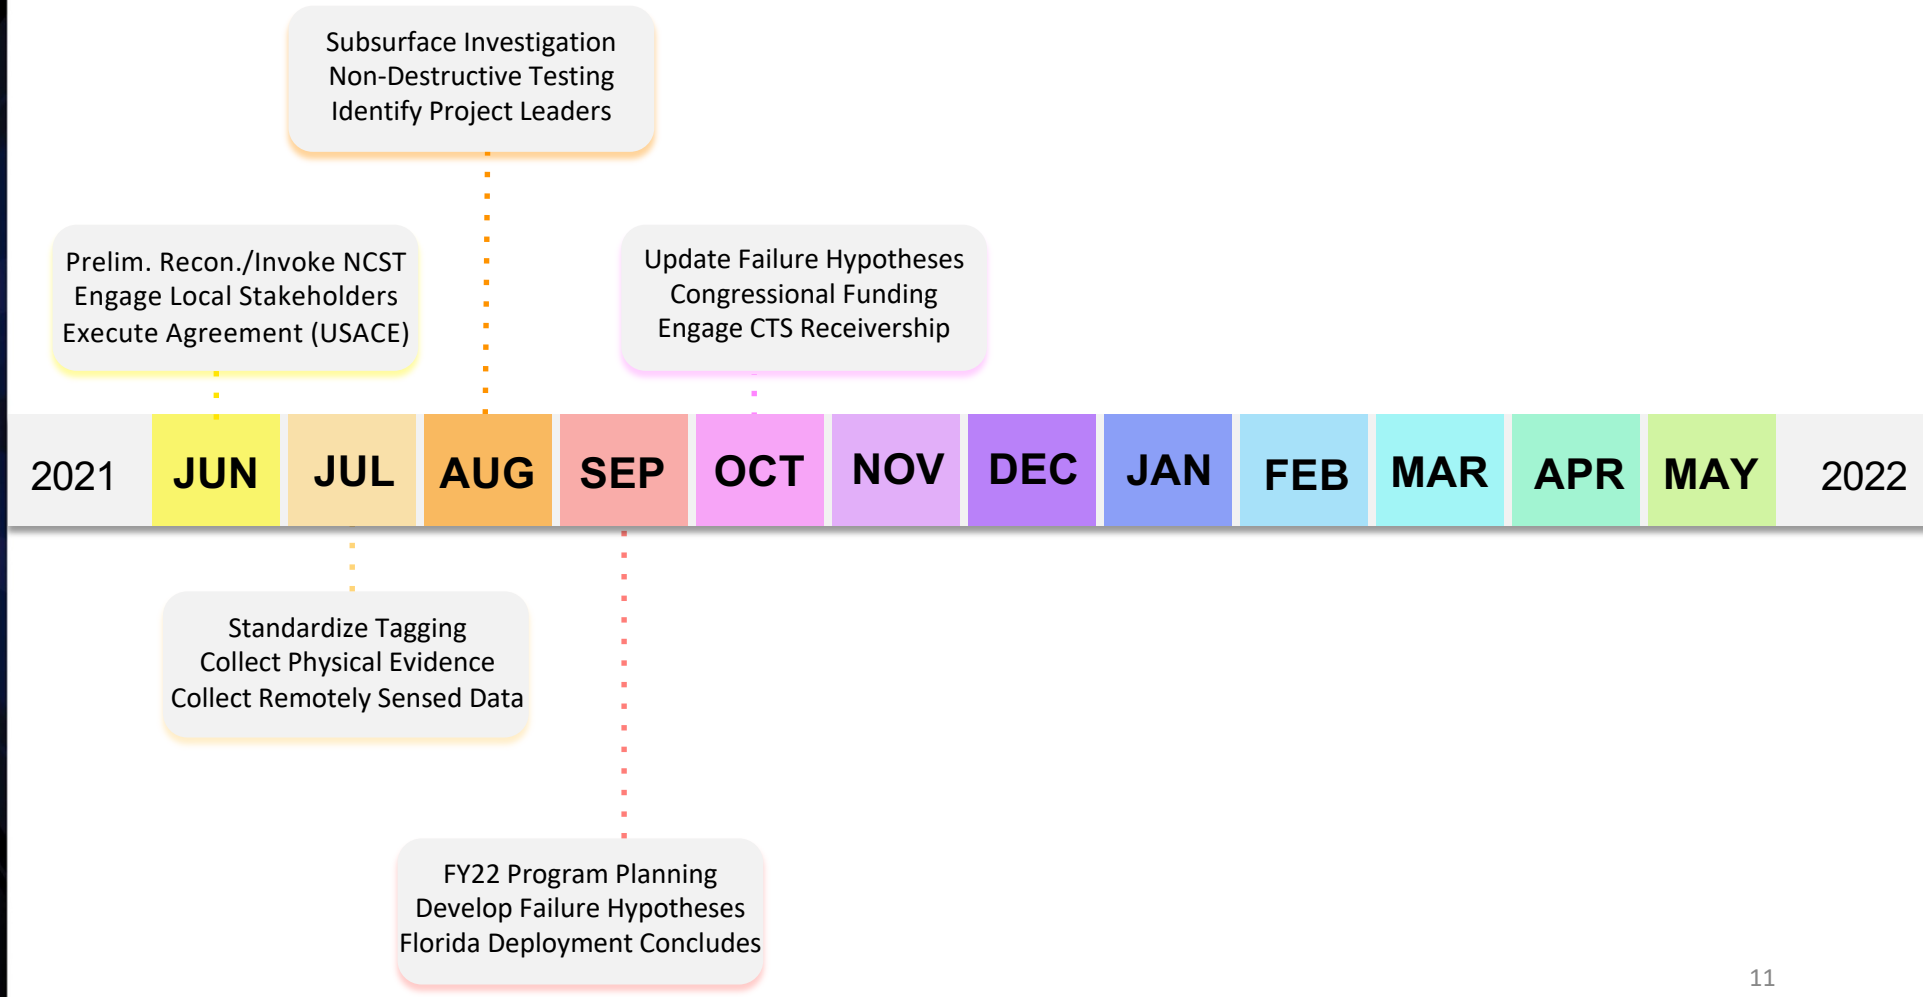 Subsurface Investigation
Non-Destructive Testing
Identify Project Leaders
Prelim. Recon./Invoke NCST
Engage Local Stakeholders
Execute Agreement (USACE)
Update Failure Hypotheses
Congressional Funding
Engage CTS Receivership
2021 JUN JUL AUG SEP OCT NOV DEC JAN FEB MAR APR MAY 2022
Standardize Tagging
Collect Physical Evidence
Collect Remotely Sensed Data
FY22 Program Planning
Develop Failure Hypotheses
Florida Deployment Concludes
11